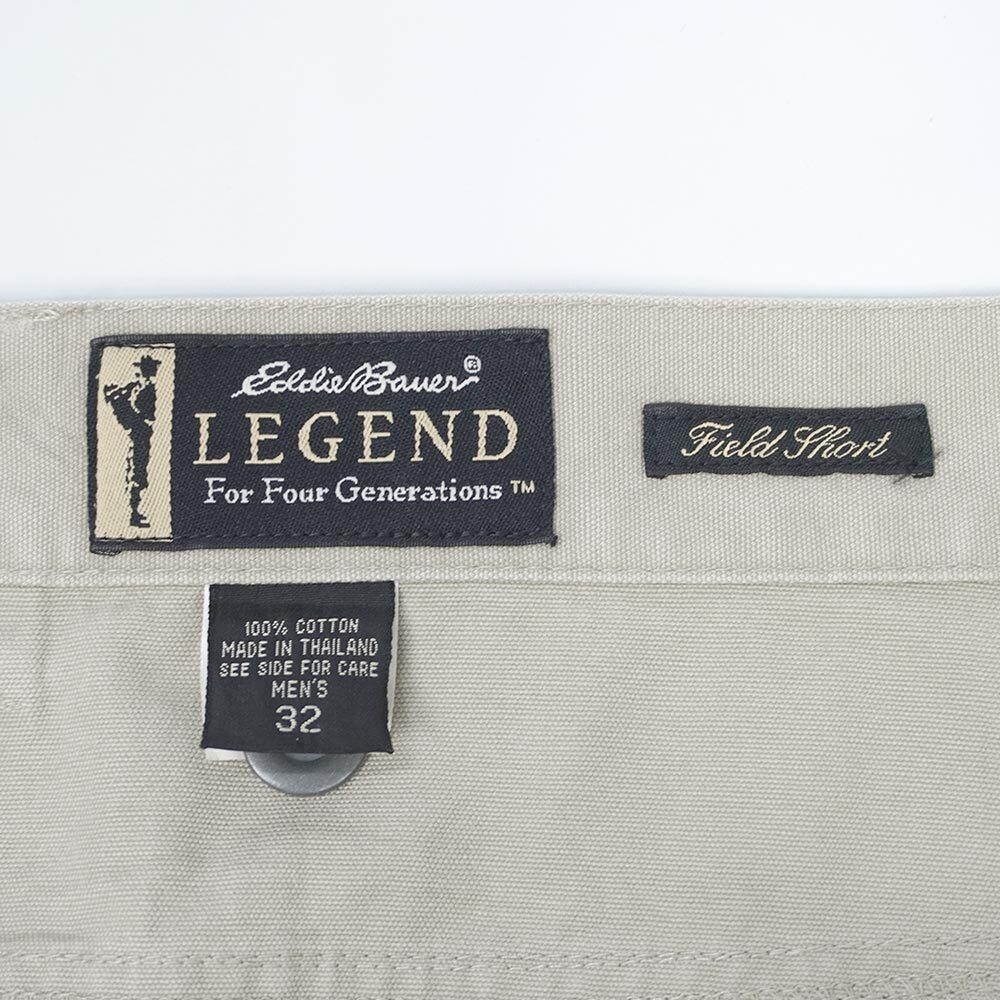 Eddie Bauer®
LEGEND
For Four Generations™
Field Short
100% COTTON
MADE IN THAILAND
SEE SIDE FOR CARE
MEN'S
32